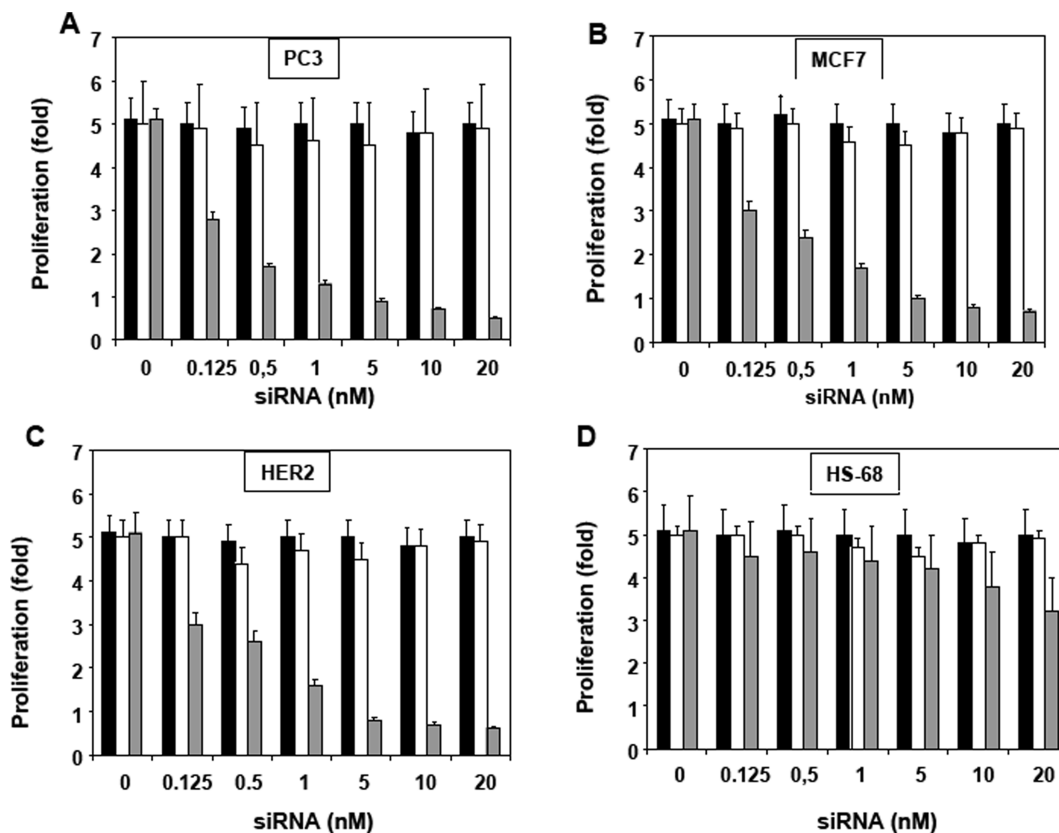 A
PC3
Proliferation (fold)
7
6
5
4
3
2
1
0
0 0.125 0,5 1 5 10 20
siRNA (nM)
B
MCF7
Proliferation (fold)
7
6
5
4
3
2
1
0
0 0.125 0,5 1 5 10 20
siRNA (nM)
C
HER2
Proliferation (fold)
7
6
5
4
3
2
1
0
0 0.125 0.5 1 5 10 20
siRNA (nM)
D
HS-68
Proliferation (fold)
7
6
5
4
3
2
1
0
0 0.125 0,5 1 5 10 20
siRNA (nM)